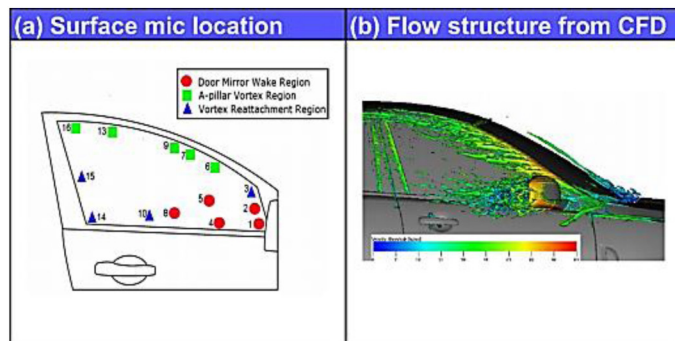 (a) Surface mic location
(b) Flow structure from CFD
Door Mirror Wake Region
A-pillar Vortex Region
Vortex Reattachment Region
16
13
9
7
6
15
3
5
2
14
10
8
4
1